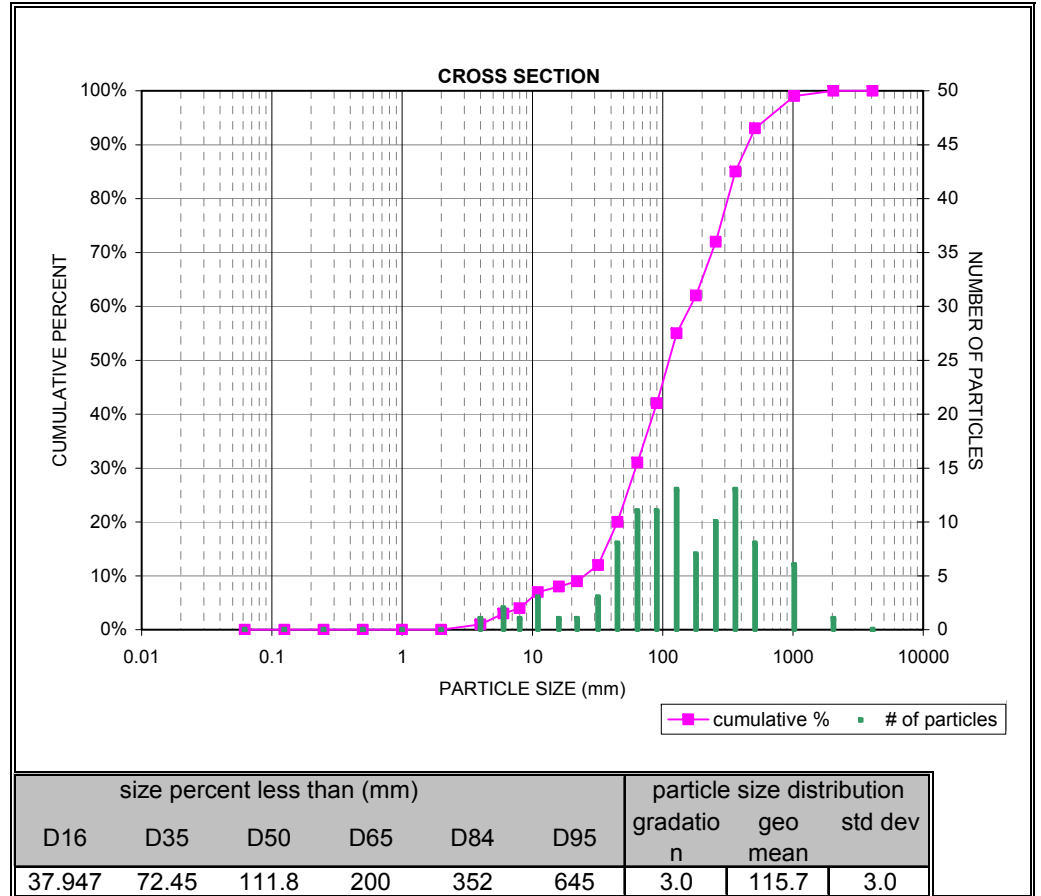 CROSS SECTION
100%
90%
80%
70%
60%
50%
40%
30%
20%
10%
0%
CUMULATIVE PERCENT
50
45
40
35
30
25
20
15
10
5
0
NUMBER OF PARTICLES
0.01 0.1 1 10 100 1000 10000
PARTICLE SIZE (mm)
cumulative % # of particles
size percent less than (mm) particle size distribution
D16 D35 D50 D65 D84 D95 gradatio geo std dev
n mean
37.947 72.45 111.8 200 352 645 3.0 115.7 3.0